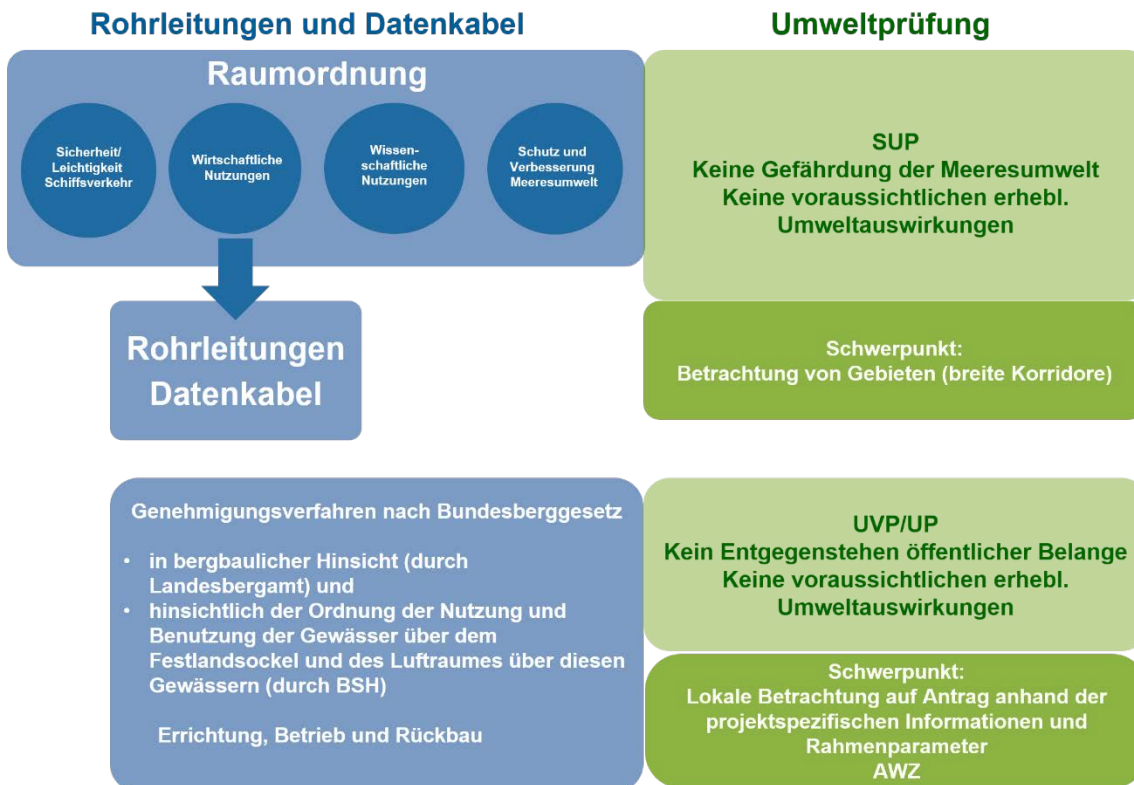 Rohrleitungen und Datenkabel
Umweltprüfung
Raumordnung
Sicherheit/
Leichtigkeit
Schiffsverkehr
Wirtschaftliche
Nutzungen
Wissen-
schaftliche
Nutzungen
Schutz und
Verbesserung
Meeresumwelt
SUP
Keine Gefährdung der Meeresumwelt
Keine voraussichtlichen erhebl.
Umweltauswirkungen
Rohrleitungen
Datenkabel
Schwerpunkt:
Betrachtung von Gebieten (breite Korridore)
Genehmigungsverfahren nach Bundesberggesetz
• in bergbaulicher Hinsicht (durch
Landesbergamt) und
• hinsichtlich der Ordnung der Nutzung und
Benutzung der Gewässer über dem
Festlandsockel und des Luftraumes über diesen
Gewässern (durch BSH)
Errichtung, Betrieb und Rückbau
UVP/UP
Kein Entgegenstehen öffentlicher Belange
Keine voraussichtlichen erhebl.
Umweltauswirkungen
Schwerpunkt:
Lokale Betrachtung auf Antrag anhand der
projektspezifischen Informationen und
Rahmenparameter
AWZ